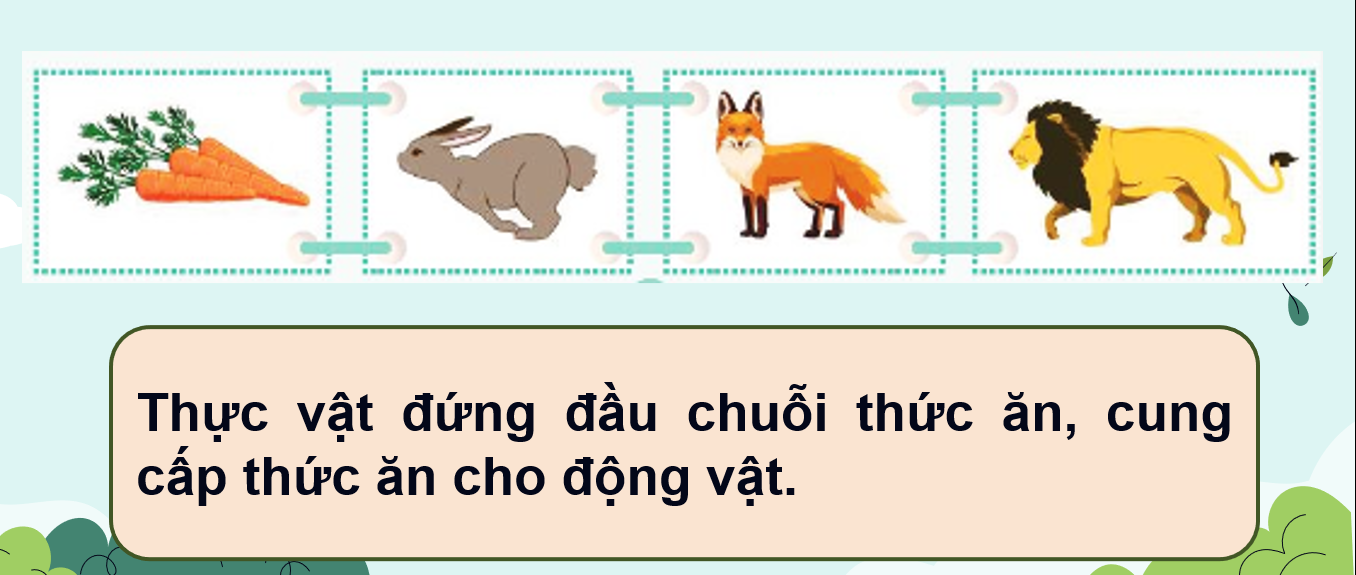 Thực vật đứng đầu chuỗi thức ăn, cung
cấp thức ăn cho động vật.